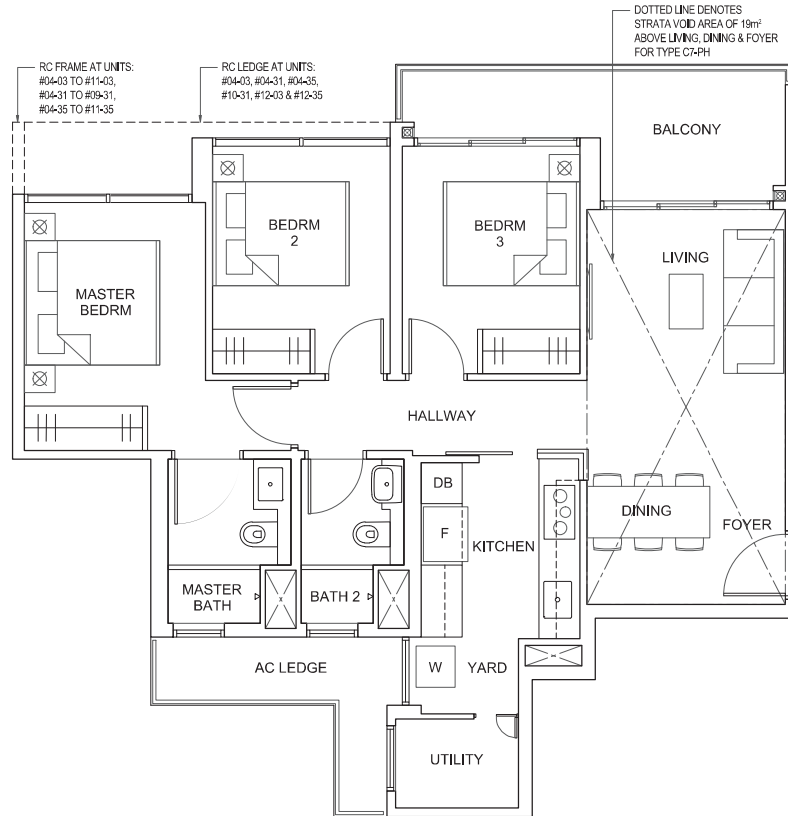 DOTTED LINE DENOTES
STRATA VOID AREA OF 19m²
ABOVE LIVING, DINING & FOYER
FOR TYPE C7-PH
RC FRAME AT UNITS:
#04-03 TO #11-03,
#04-31 TO #09-31,
#04-35 TO #11-35
RC LEDGE AT UNITS:
#04-03, #04-31, #04-35,
#10-31, #12-03 & #12-35
BALCONY
BEDRM
2
BEDRM
3
LIVING
MASTER
BEDRM
HALLWAY
DB
DINING
FOYER
F
KITCHEN
MASTER
BATH
BATH 2
AC LEDGE
W
YARD
UTILITY